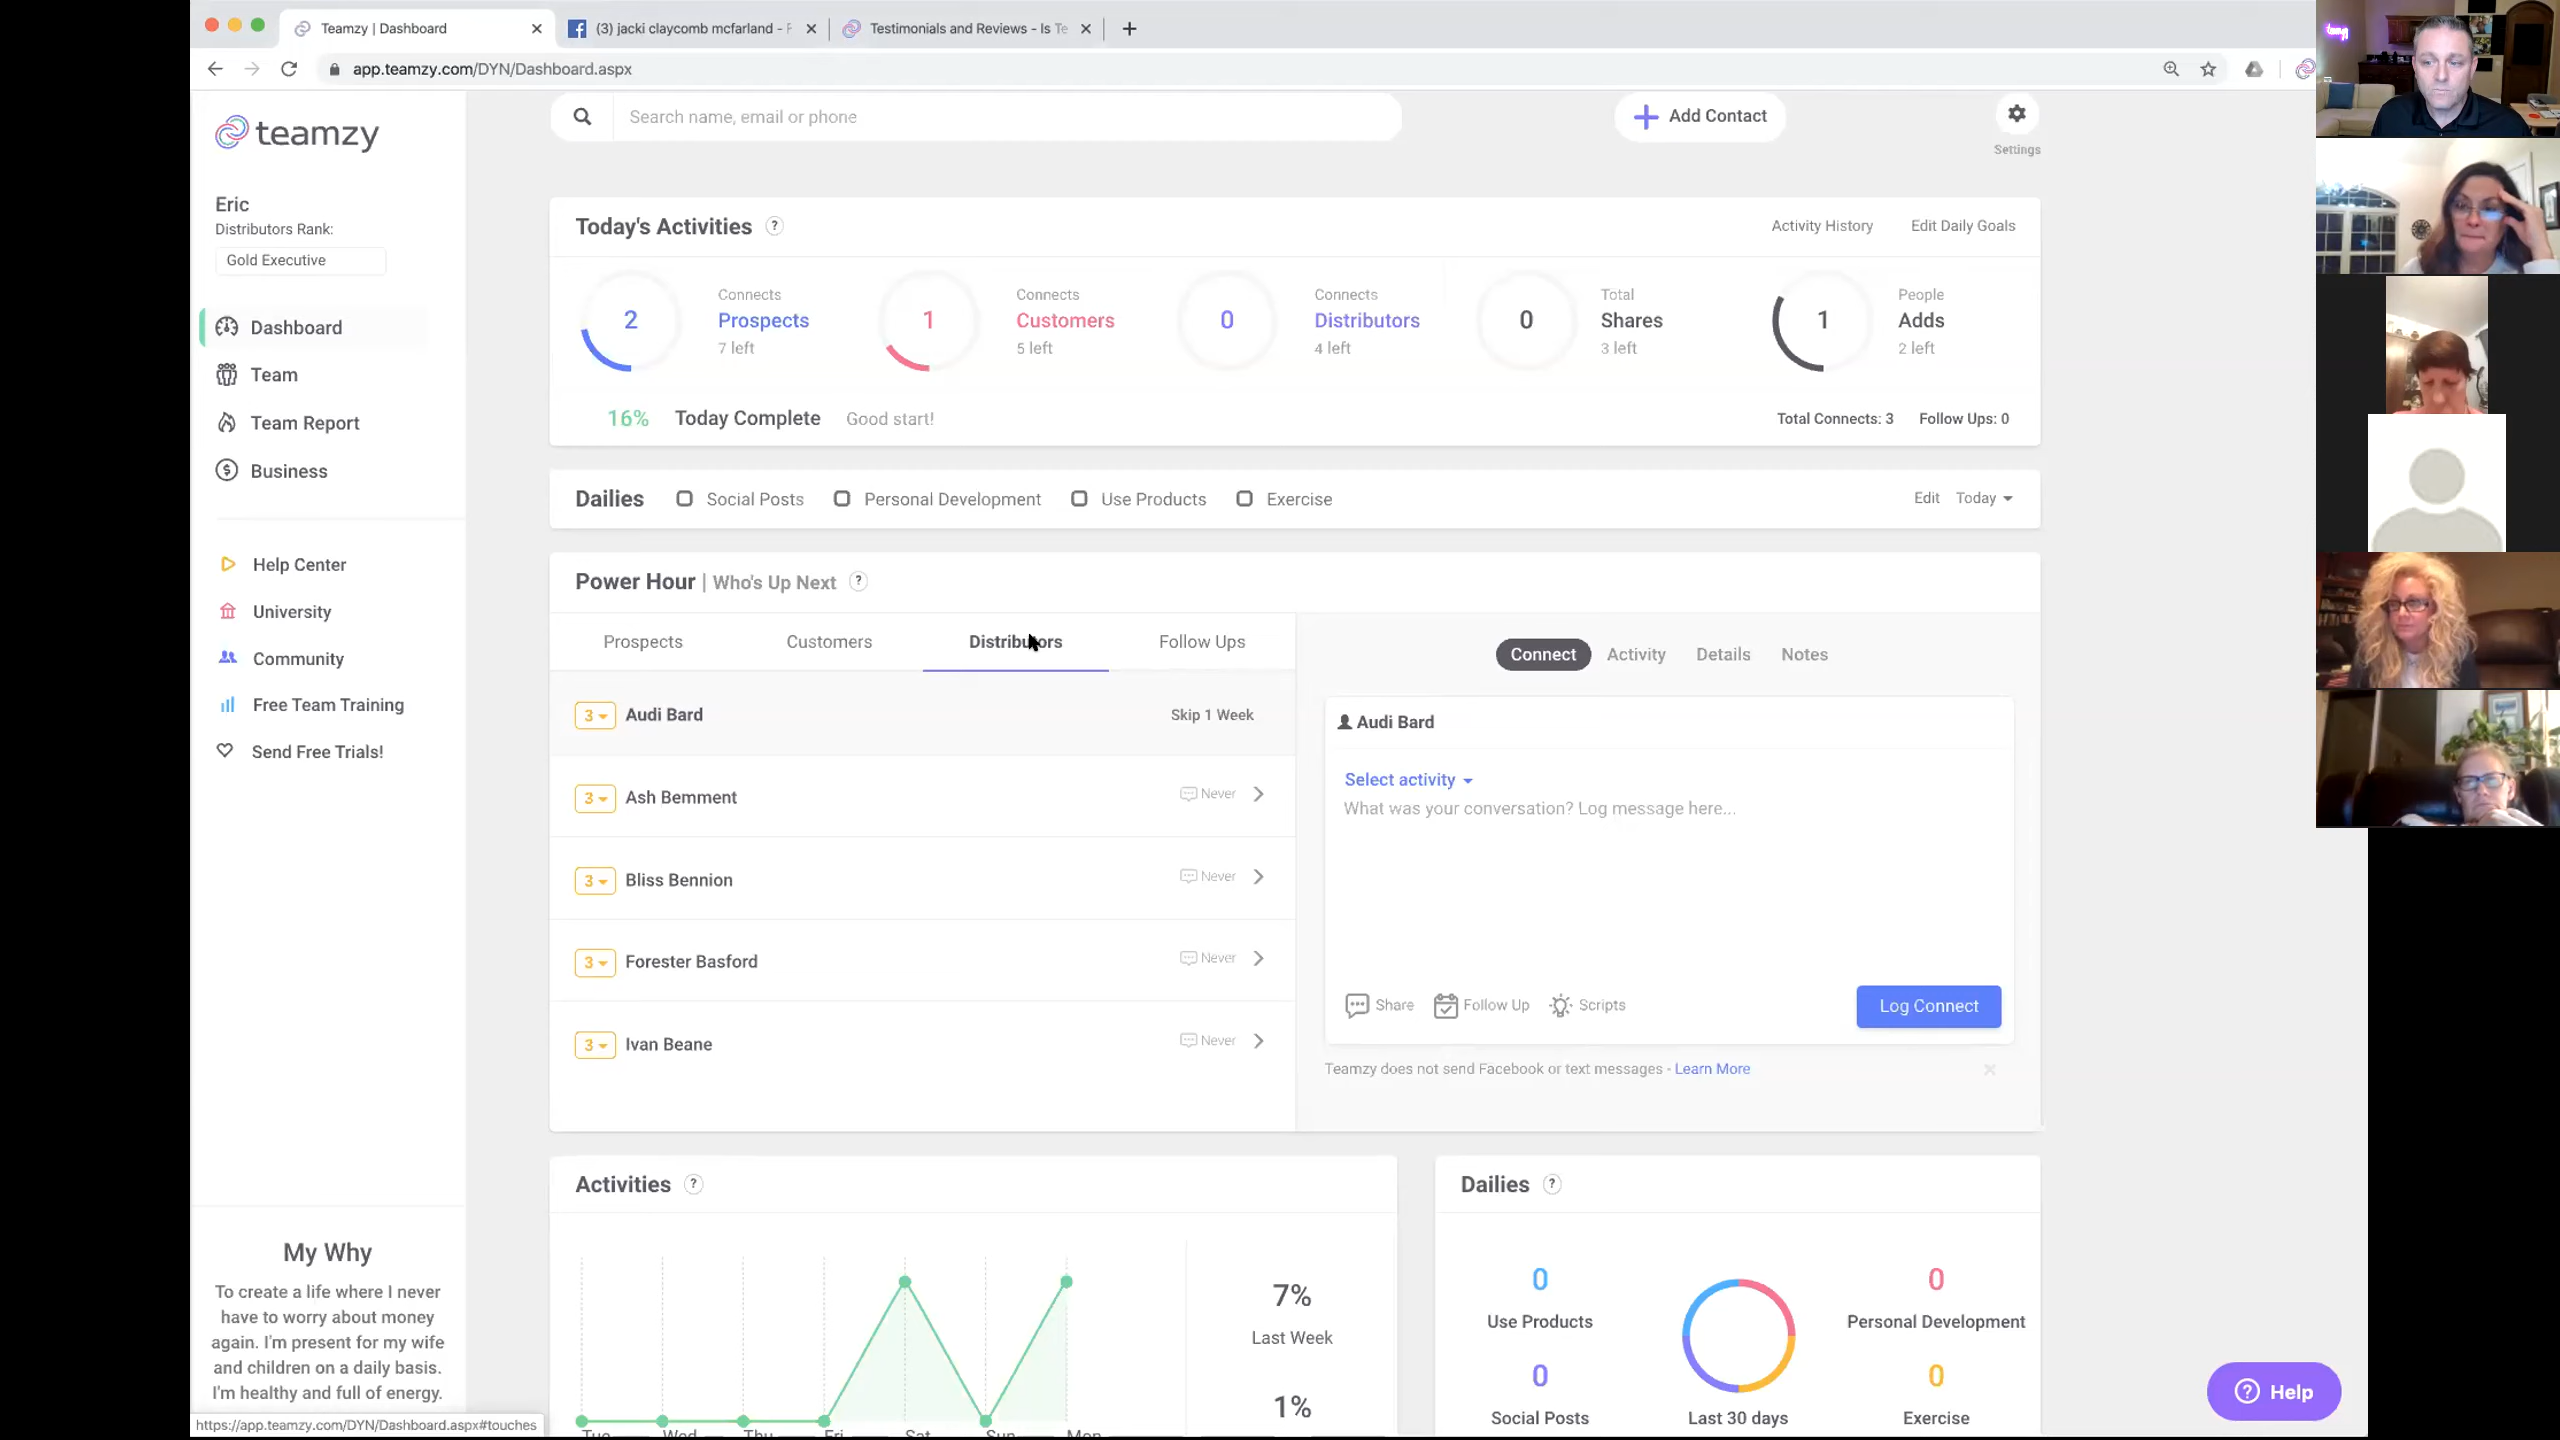 Teamzy | Dashboard
(3) jacki claycomb mcfarland - F
Testimonials and Reviews - Is Te
app.teamzy.com/DYN/Dashboard.aspx
teamzy
Eric
Distributors Rank:
Gold Executive
Dashboard
Team
Team Report
Business
Help Center
University
Community
Free Team Training
Send Free Trials!
My Why
To create a life where I never
have to worry about money
again. I'm present for my wife
and children on a daily basis.
I'm healthy and full of energy.
https://app.teamzy.com/DYN/Dashboard.aspx#touches
Search name, email or phone
Add Contact
Settings
Today's Activities ?
Activity History
Edit Daily Goals
2
Connects
Prospects
7 left
1
Connects
Customers
5 left
0
Connects
Distributors
4 left
0
Total
Shares
3 left
1
People
Adds
2 left
16% Today Complete Good start!
Total Connects: 3 Follow Ups: 0
Dailies Social Posts Personal Development Use Products Exercise
Edit Today
Power Hour | Who's Up Next ?
Prospects Customers Distributors Follow Ups
3 Audi Bard Skip 1 Week
3 Ash Bemment Never
3 Bliss Bennion Never
3 Forester Basford Never
3 Ivan Beane Never
Connect Activity Details Notes
Audi Bard
Select activity
What was your conversation? Log message here...
Share Follow Up Scripts
Log Connect
Teamzy does not send Facebook or text messages - Learn More
Activities ?
Tue Wed Thu Fri Sat Sun Mon
7%
Last Week
1%
Dailies ?
0
Use Products
0
Social Posts
Last 30 days
0
Personal Development
0
Exercise
? Help